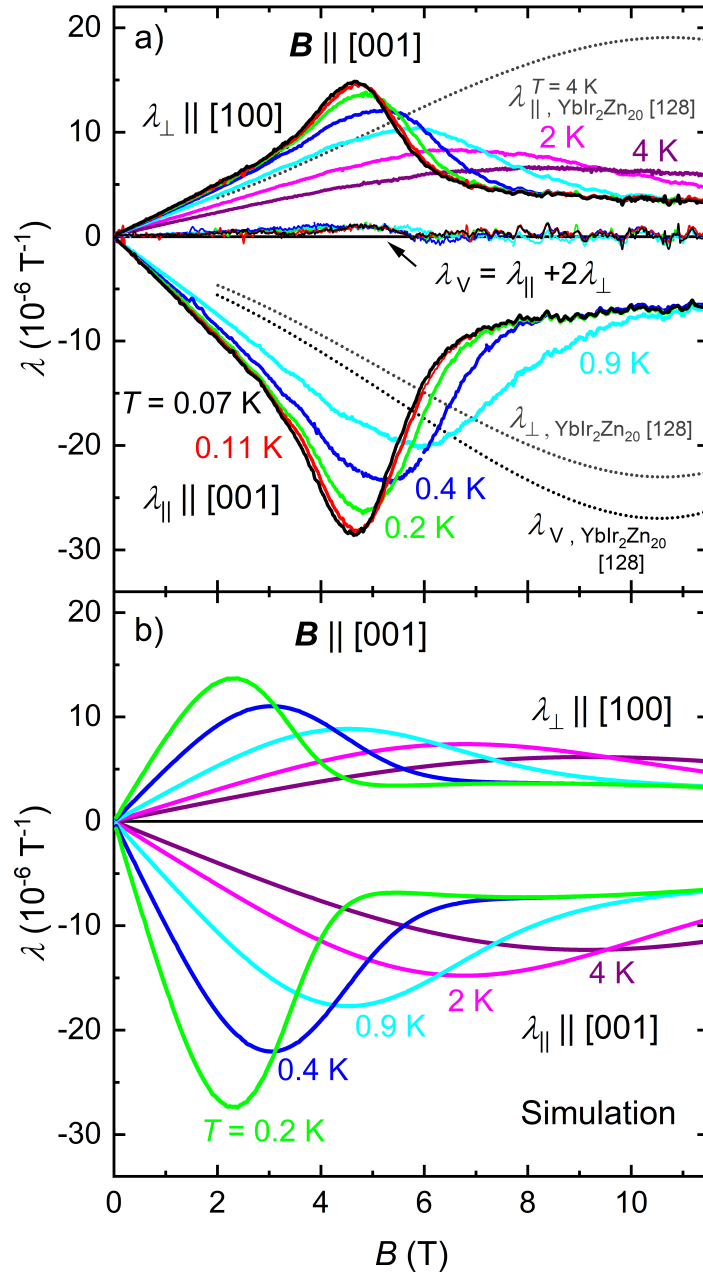 a)
B || [001]
20
10
0
-10
-20
-30
λ (10⁻⁶ T⁻¹)
λ⊥ || [100]
λ||, YbIr₂Zn₂₀ [128] T = 4 K
2 K
4 K
λV = λ|| +2λ⊥
0.9 K
T = 0.07 K
0.11 K
λ|| || [001]
0.4 K
0.2 K
λ⊥, YbIr₂Zn₂₀ [128]
λV , YbIr₂Zn₂₀
[128]
b)
B || [001]
20
10
0
-10
-20
-30
λ (10⁻⁶ T⁻¹)
λ⊥ || [100]
4 K
2 K
0.9 K
λ|| || [001]
0.4 K
T = 0.2 K
Simulation
0 2 4 6 8 10
B (T)